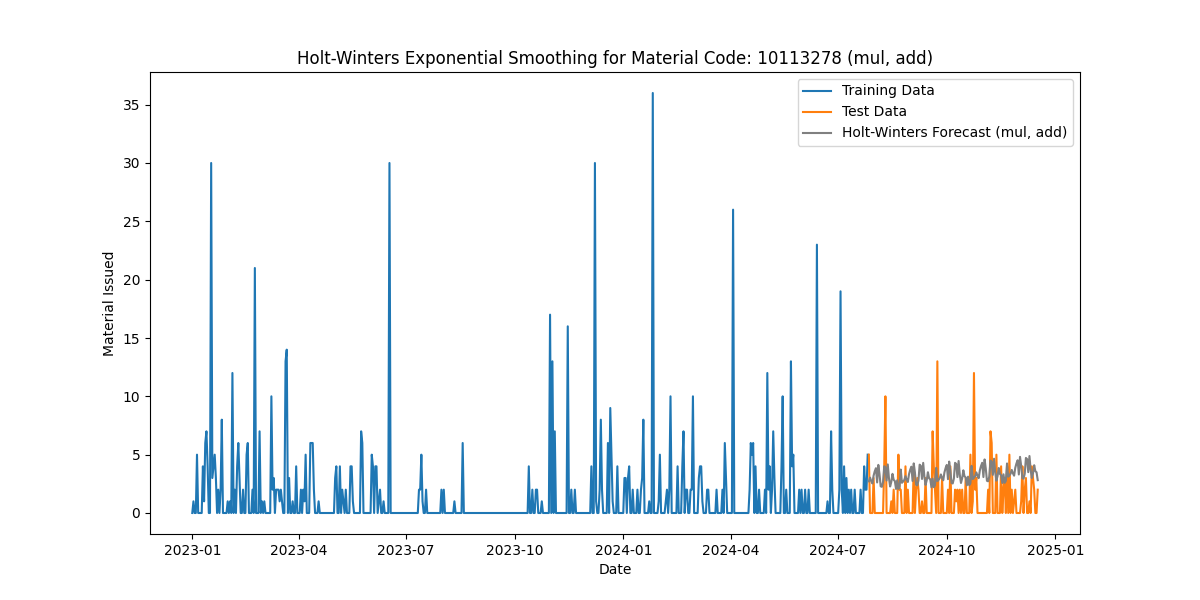 Holt-Winters Exponential Smoothing for Material Code: 10113278 (mul, add)
Training Data
Test Data
Holt-Winters Forecast (mul, add)
Material Issued
35
30
25
20
15
10
5
0
2023-01 2023-04 2023-07 2023-10 2024-01 2024-04 2024-07 2024-10 2025-01
Date